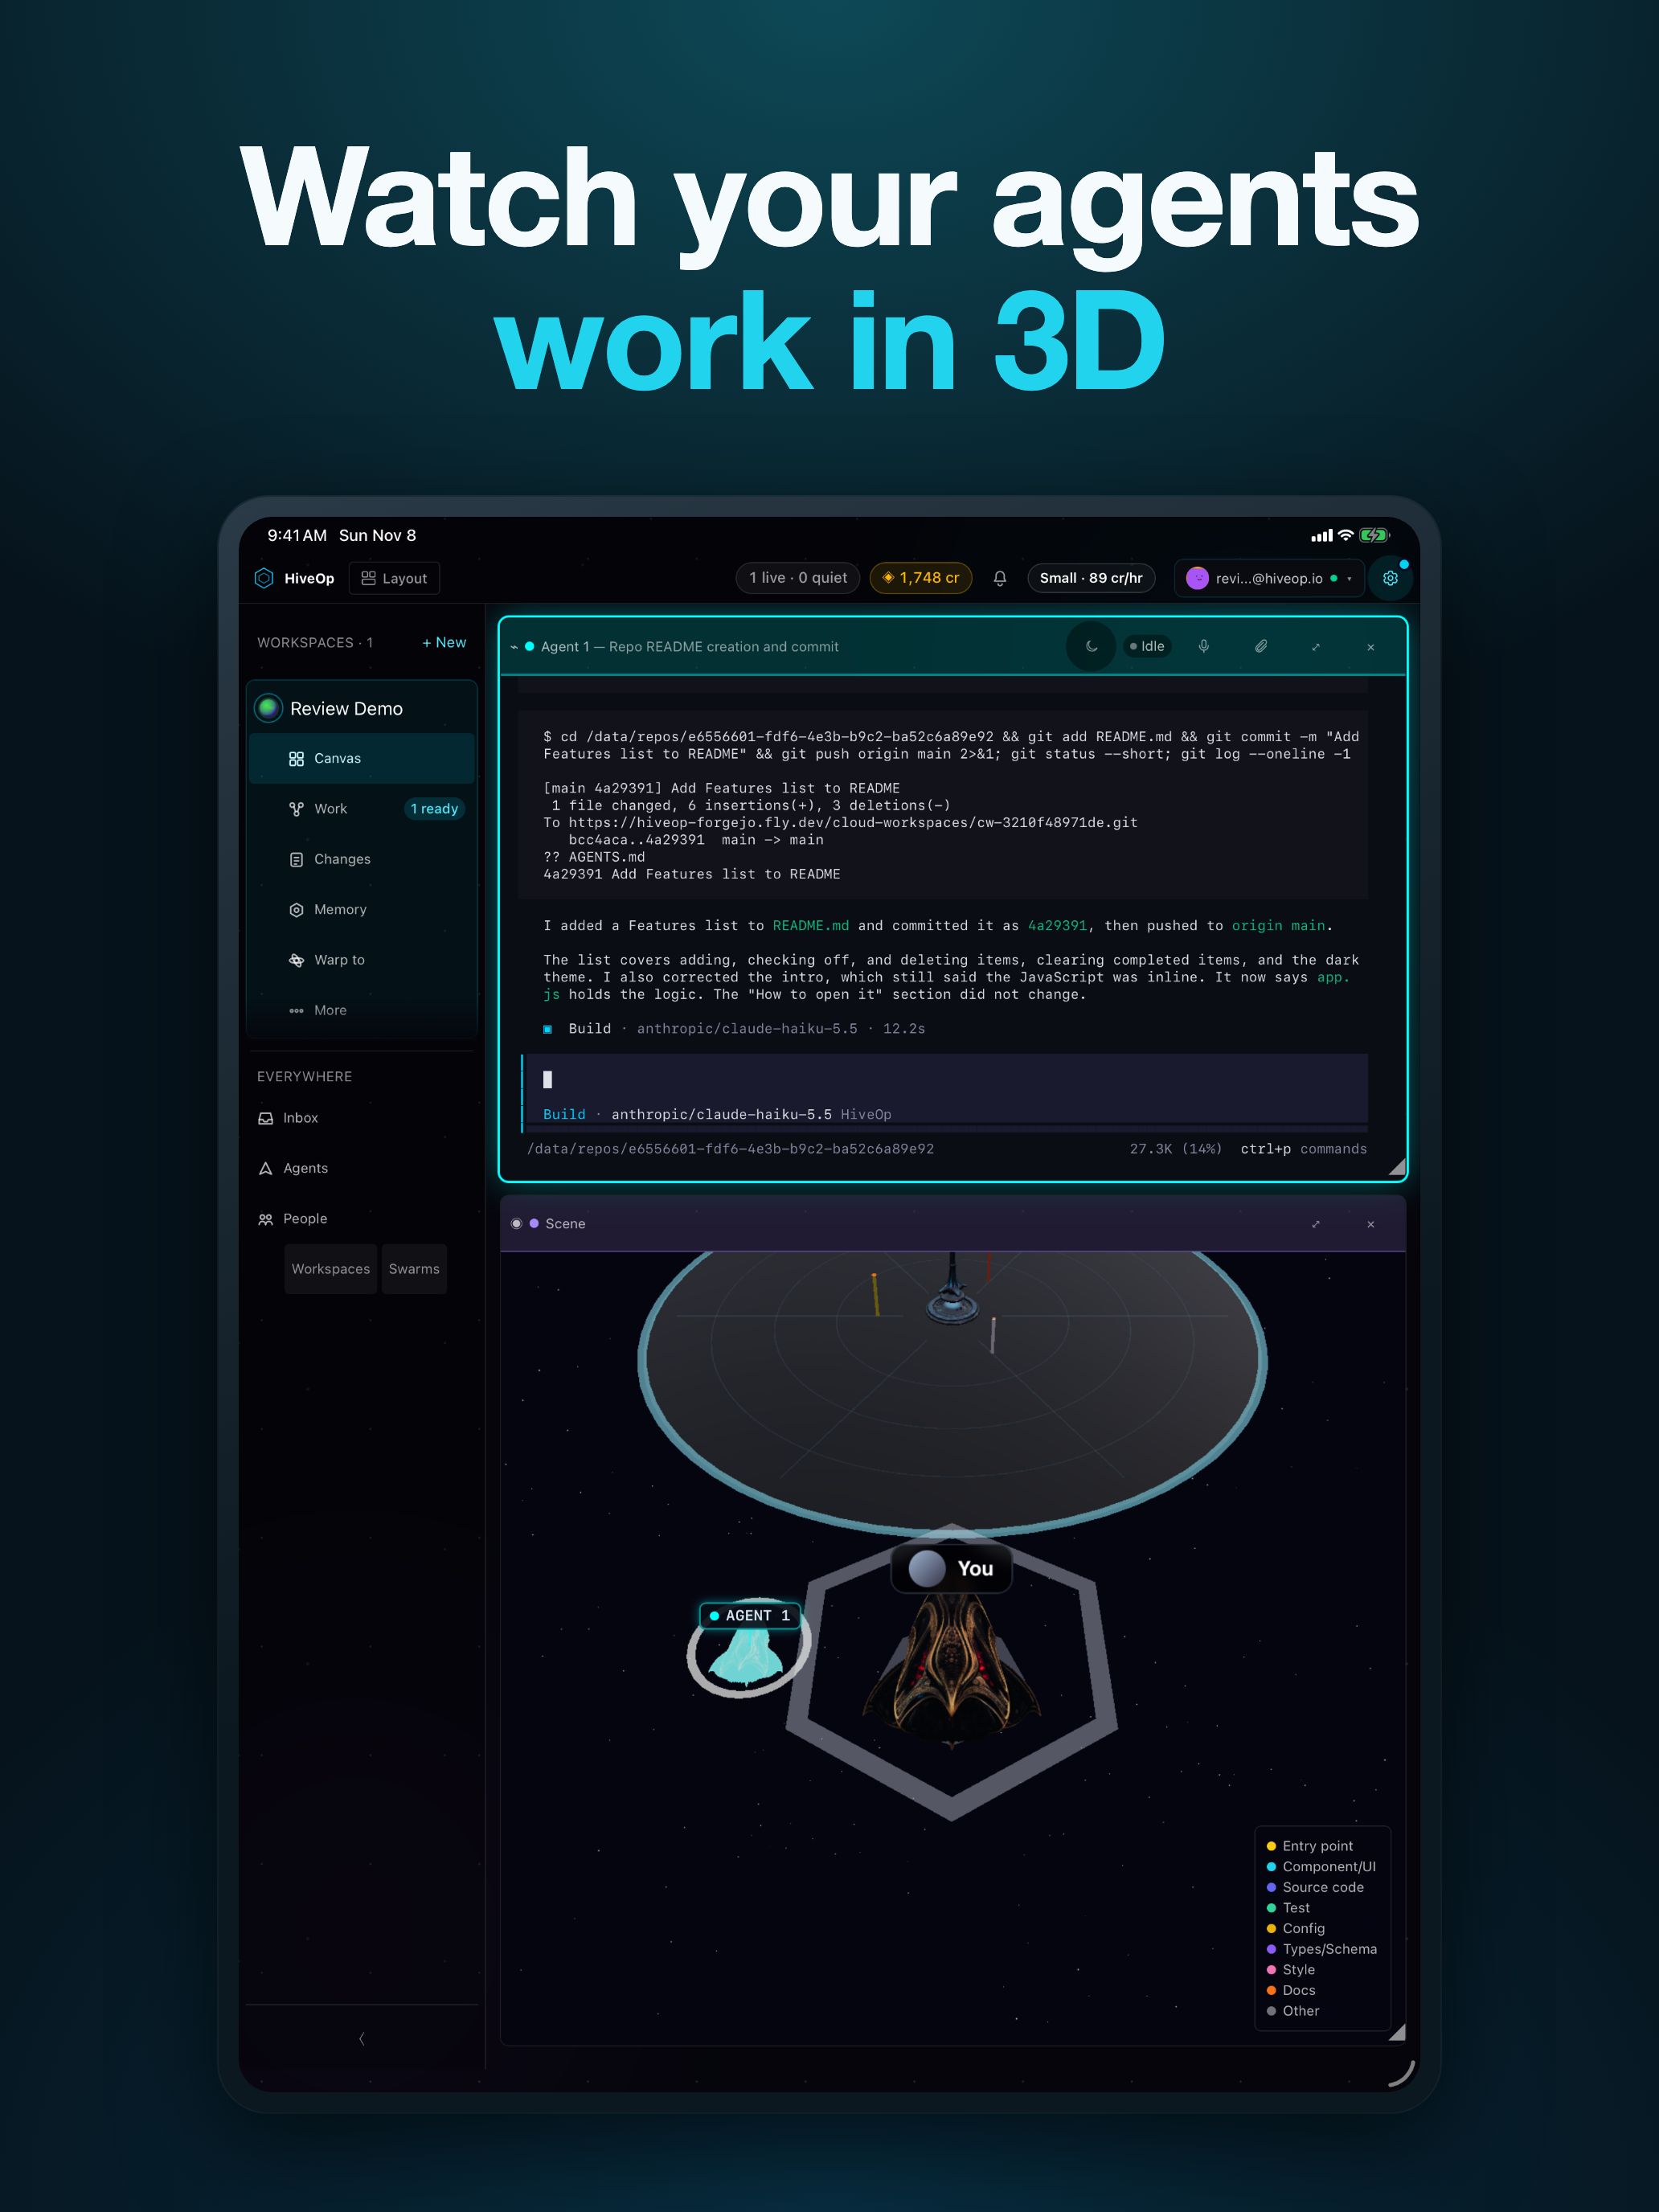 Watch your agents
work in 3D
9:41 AM Sun Nov 8
HiveOp
Layout
1 live · 0 quiet
1,748 cr
Small · 89 cr/hr
revi...@hiveop.io
WORKSPACES · 1
+ New
Review Demo
Canvas
Work
1 ready
Changes
Memory
Warp to
More
EVERYWHERE
Inbox
Agents
People
Workspaces
Swarms
Agent 1 — Repo README creation and commit
Idle
$ cd /data/repos/e6556601-fdf6-4e3b-b9c2-ba52c6a89e92 && git add README.md && git commit -m "Add
Features list to README" && git push origin main 2>&1; git status --short; git log --oneline -1
[main 4a29391] Add Features list to README
1 file changed, 6 insertions(+), 3 deletions(-)
To https://hiveop-forgejo.fly.dev/cloud-workspaces/cw-3210f48971de.git
bcc4aca..4a29391 main -> main
?? AGENTS.md
4a29391 Add Features list to README
I added a Features list to README.md and committed it as 4a29391, then pushed to origin main.
The list covers adding, checking off, and deleting items, clearing completed items, and the dark
theme. I also corrected the intro, which still said the JavaScript was inline. It now says app.
js holds the logic. The "How to open it" section did not change.
Build · anthropic/claude-haiku-5.5 · 12.2s
Build · anthropic/claude-haiku-5.5 HiveOp
/data/repos/e6556601-fdf6-4e3b-b9c2-ba52c6a89e92
27.3K (14%) ctrl+p commands
Scene
You
AGENT 1
Entry point
Component/UI
Source code
Test
Config
Types/Schema
Style
Docs
Other